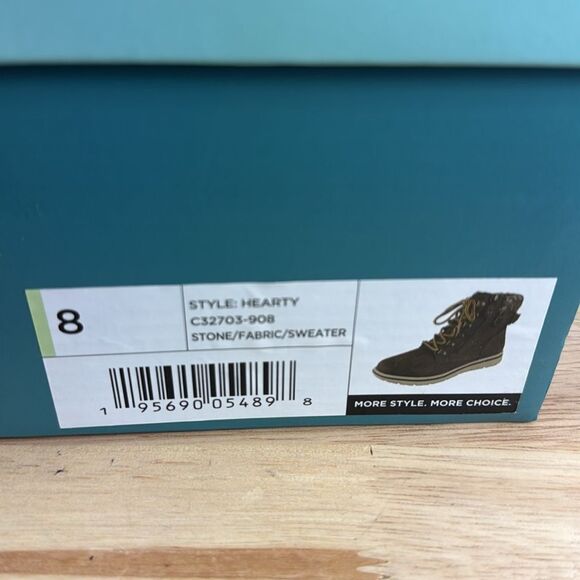 8
STYLE: HEARTY
C32703-908
STONE/FABRIC/SWEATER
1 95690 05489 8
MORE STYLE. MORE CHOICE.